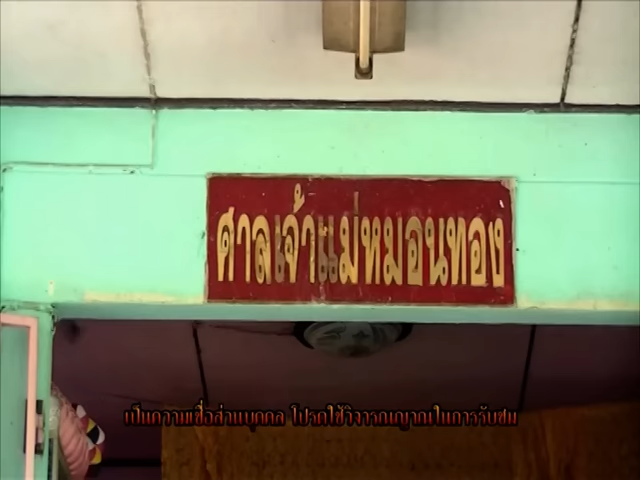 ศาลเจ้าแม่หมอนทอง
เป็นความเชื่อส่วนบุคคล โปรดใช้วิจารณญาณในการรับชม